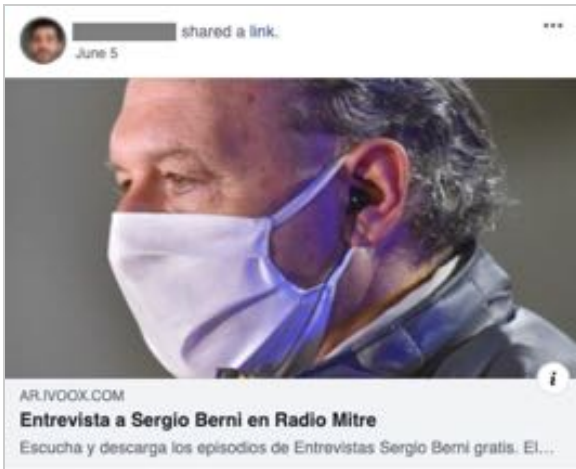 shared a link.
June 5
AR.IVOOX.COM
Entrevista a Sergio Berni en Radio Mitre
Escucha y descarga los episodios de Entrevistas Sergio Berni gratis. El...